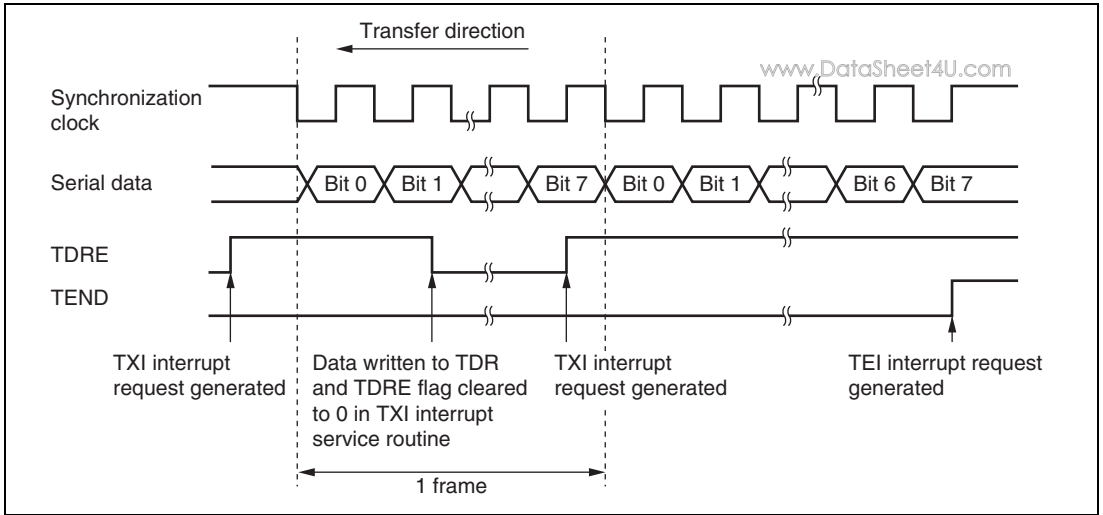 Transfer direction
www.DataSheet4U.com
Synchronization
clock
Serial data
Bit 0
Bit 1
Bit 7
Bit 0
Bit 1
Bit 6
Bit 7
TDRE
TEND
TXI interrupt
request generated
Data written to TDR
and TDRE flag cleared
to 0 in TXI interrupt
service routine
TXI interrupt
request generated
TEI interrupt request
generated
1 frame